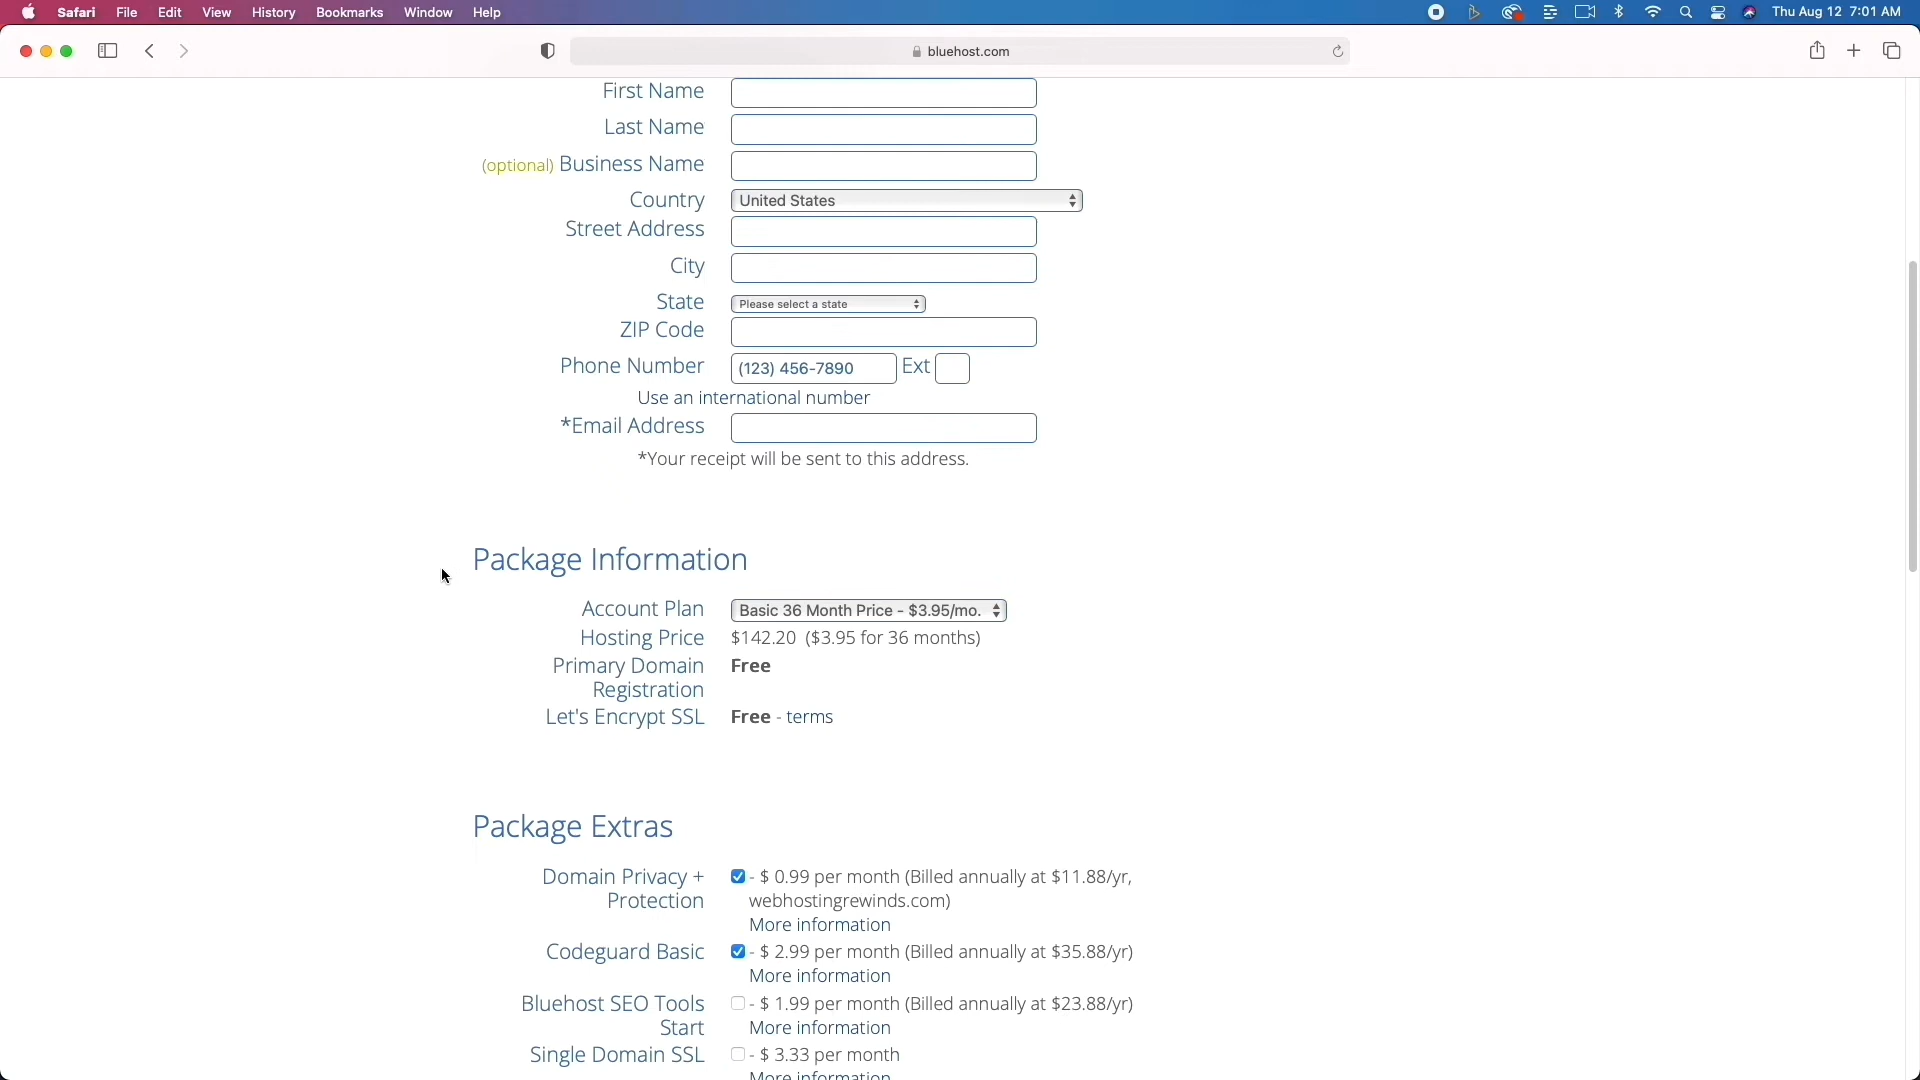 Safari File Edit View History Bookmarks Window Help Thu Aug 12 7:01 AM
bluehost.com
First Name
Last Name
(optional) Business Name
Country United States
Street Address
City
State Please select a state
ZIP Code
Phone Number (123) 456-7890 Ext
Use an international number
*Email Address
*Your receipt will be sent to this address.
Package Information
Account Plan Basic 36 Month Price - $3.95/mo.
Hosting Price $142.20 ($3.95 for 36 months)
Primary Domain Free
Registration
Let's Encrypt SSL Free - terms
Package Extras
Domain Privacy + - $ 0.99 per month (Billed annually at $11.88/yr,
Protection webhostingrewinds.com)
More information
Codeguard Basic - $ 2.99 per month (Billed annually at $35.88/yr)
More information
Bluehost SEO Tools - $ 1.99 per month (Billed annually at $23.88/yr)
Start More information
Single Domain SSL - $ 3.33 per month
More information